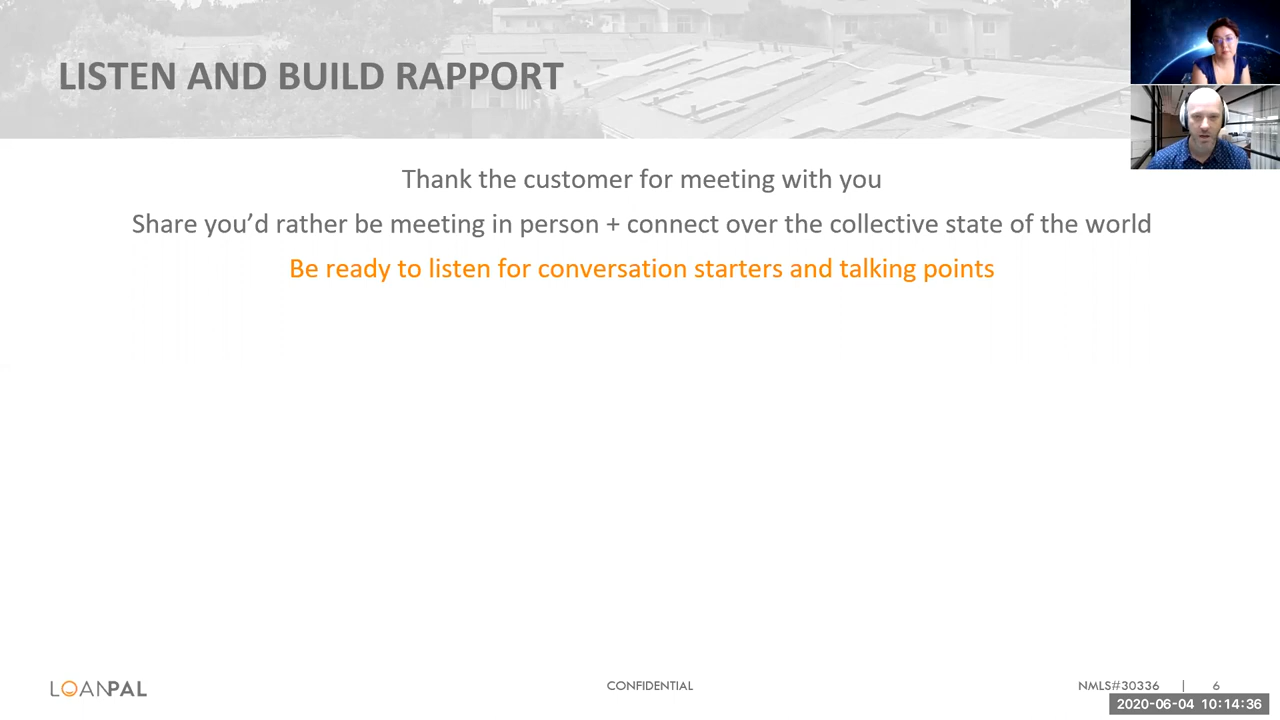 LISTEN AND BUILD RAPPORT
Thank the customer for meeting with you
Share you’d rather be meeting in person + connect over the collective state of the world
Be ready to listen for conversation starters and talking points
LOANPAL
CONFIDENTIAL
NMLS#30336 | 6
2020-06-04 10:14:36